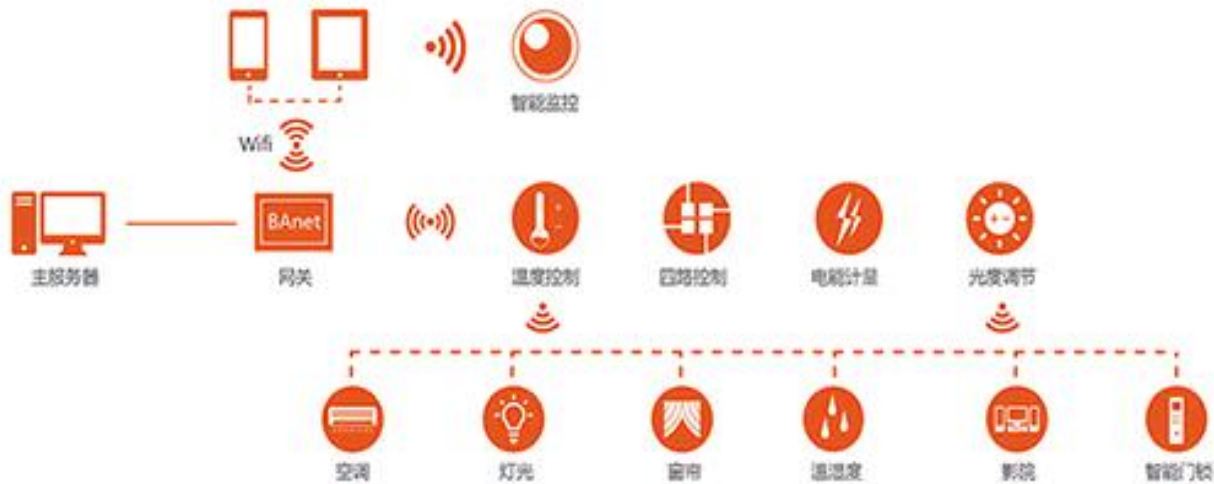 智能监控
Wifi
BAnet
主服务器
网关
温度控制
四路控制
电能计量
光度调节
空调
灯光
窗帘
温湿度
影院
智能门锁